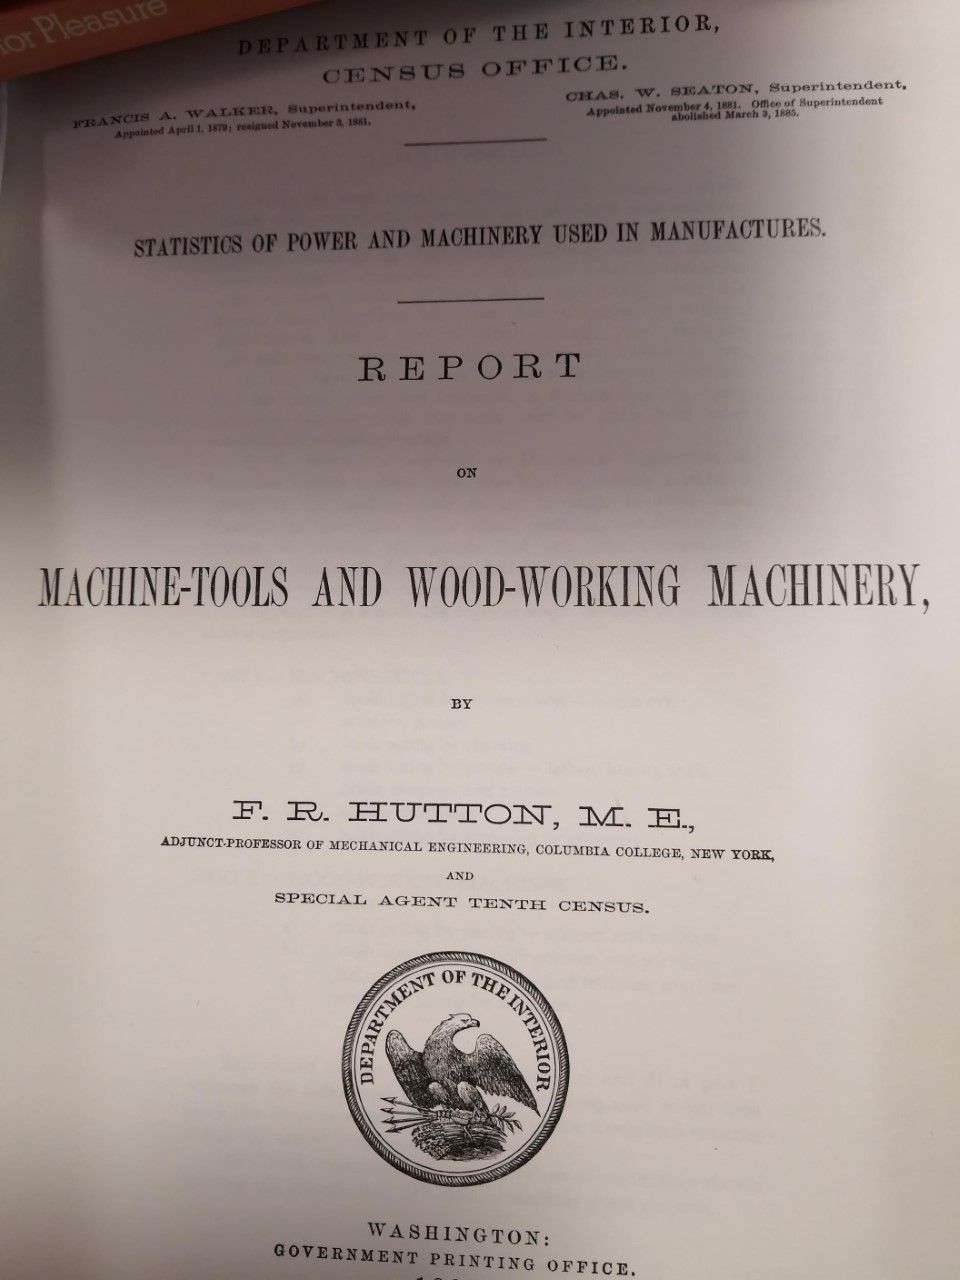 ior Pleasure
DEPARTMENT OF THE INTERIOR,
CENSUS OFFICE.
FRANCIS A. WALKER, Superintendent,
Appointed April 1, 1879; resigned November 3, 1881.
CHAS. W. SEATON, Superintendent,
Appointed November 4, 1881. Office of Superintendent
abolished March 3, 1885.
STATISTICS OF POWER AND MACHINERY USED IN MANUFACTURES.
REPORT
ON
MACHINE-TOOLS AND WOOD-WORKING MACHINERY,
BY
F. R. HUTTON, M. E.,
ADJUNCT-PROFESSOR OF MECHANICAL ENGINEERING, COLUMBIA COLLEGE, NEW YORK,
AND
SPECIAL AGENT TENTH CENSUS.
DEPARTMENT OF THE INTERIOR
WASHINGTON:
GOVERNMENT PRINTING OFFICE.